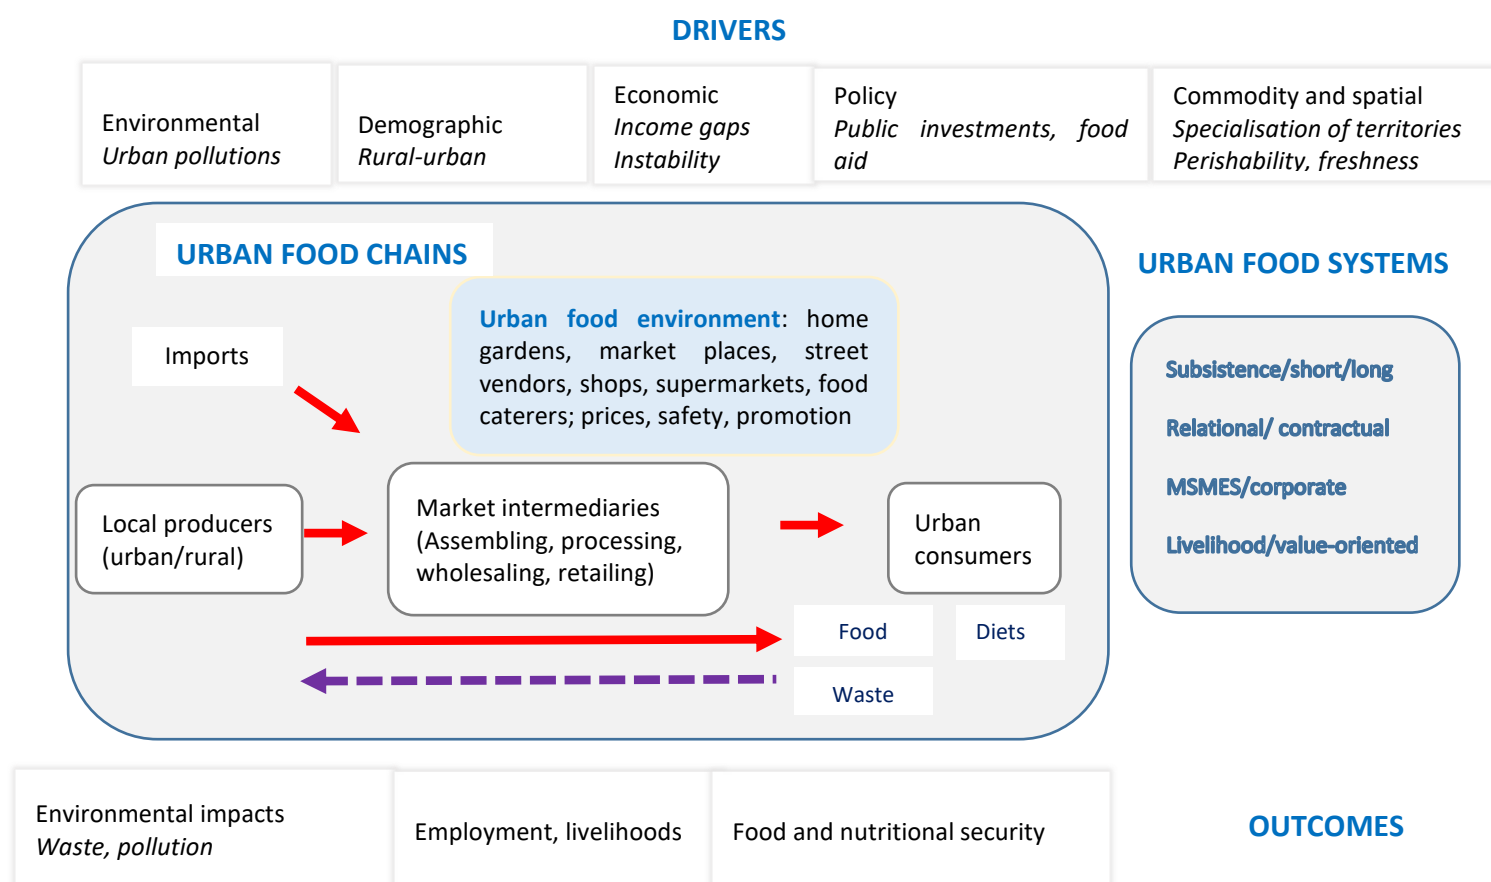 DRIVERS
Environmental
Urban pollutions
Demographic
Rural-urban
Economic
Income gaps
Instability
Policy
Public investments, food
aid
Commodity and spatial
Specialisation of territories
Perishability, freshness
URBAN FOOD CHAINS
Urban food environment: home
gardens, market places, street
vendors, shops, supermarkets, food
caterers; prices, safety, promotion
Imports
Local producers
(urban/rural)
Market intermediaries
(Assembling, processing,
wholesaling, retailing)
Urban
consumers
Food
Diets
Waste
URBAN FOOD SYSTEMS
Subsistence/short/long
Relational/ contractual
MSMES/corporate
Livelihood/value-oriented
Environmental impacts
Waste, pollution
Employment, livelihoods
Food and nutritional security
OUTCOMES